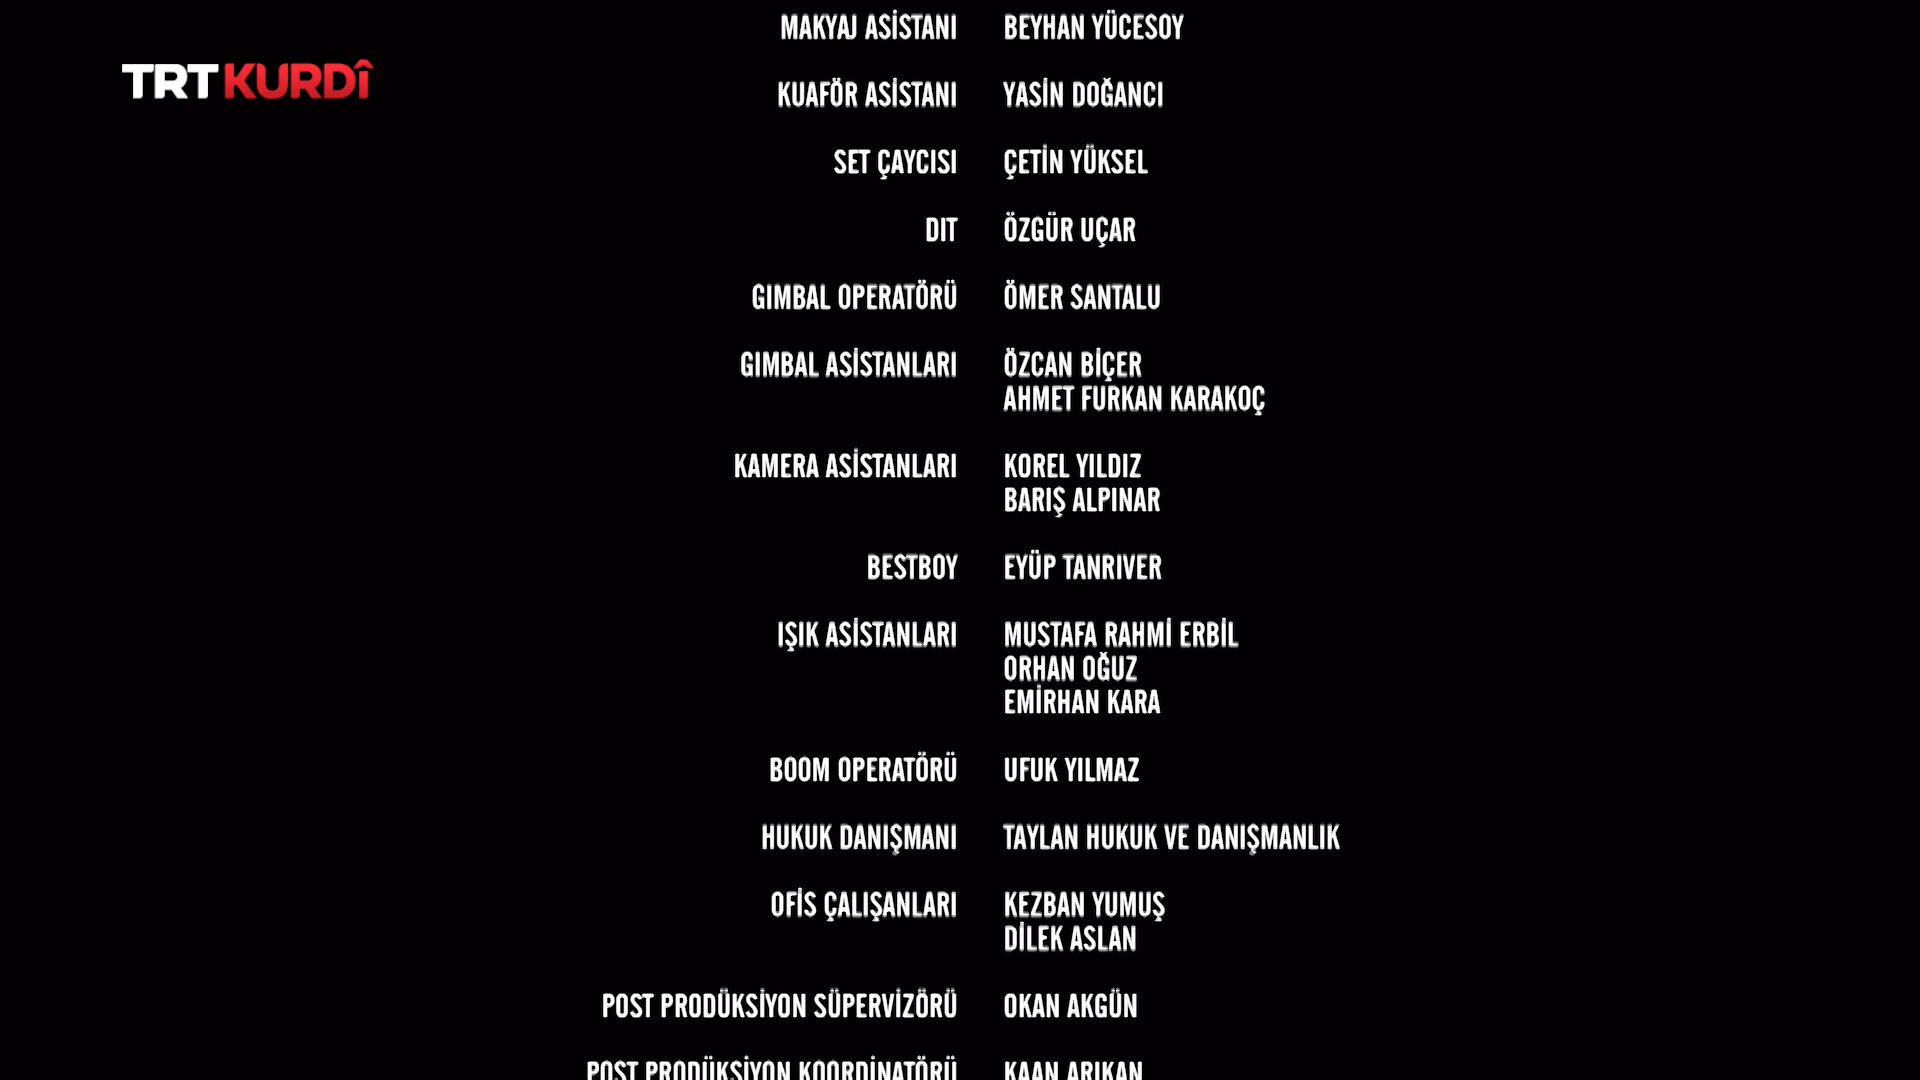 MAKYAJ ASİSTANI BEYHAN YÜCESOY
TRT KURDÎ
KUAFÖR ASİSTANI YASİN DOĞANCI
SET ÇAYCISI ÇETİN YÜKSEL
DIT ÖZGÜR UÇAR
GIMBAL OPERATÖRÜ ÖMER SANTALU
GIMBAL ASİSTANLARI ÖZCAN BİÇER
AHMET FURKAN KARAKOÇ
KAMERA ASİSTANLARI KOREL YILDIZ
BARIŞ ALPINAR
BESTBOY EYÜP TANRIVER
IŞIK ASİSTANLARI MUSTAFA RAHMİ ERBİL
ORHAN OĞUZ
EMİRHAN KARA
BOOM OPERATÖRÜ UFUK YILMAZ
HUKUK DANIŞMANI TAYLAN HUKUK VE DANIŞMANLIK
OFİS ÇALIŞANLARI KEZBAN YUMUŞ
DİLEK ASLAN
POST PRODÜKSİYON SÜPERVİZÖRÜ OKAN AKGÜN
POST PRODÜKSİYON KOORDİNATÖRÜ KAAN ARIKAN